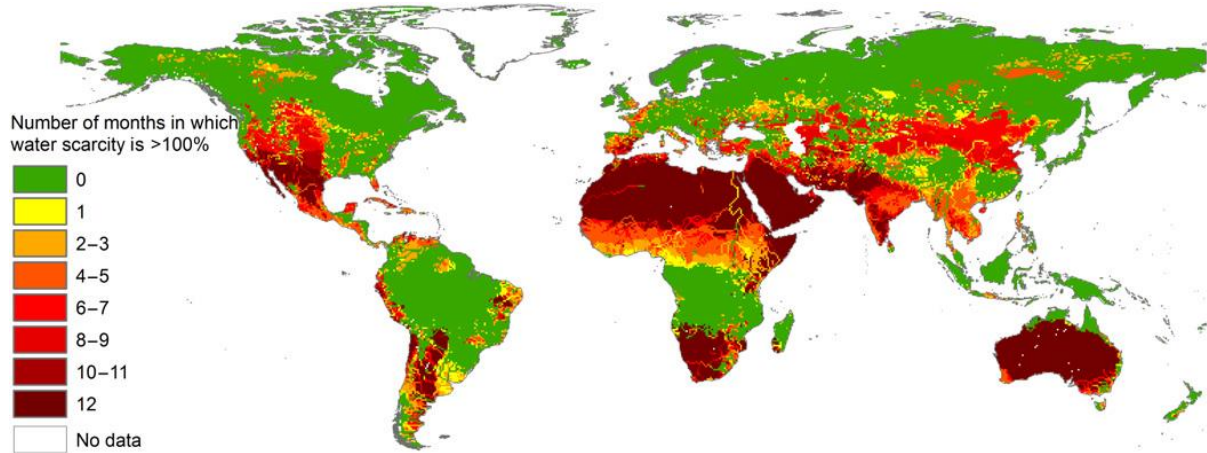 Number of months in which
water scarcity is >100%
0
1
2–3
4–5
6–7
8–9
10–11
12
No data